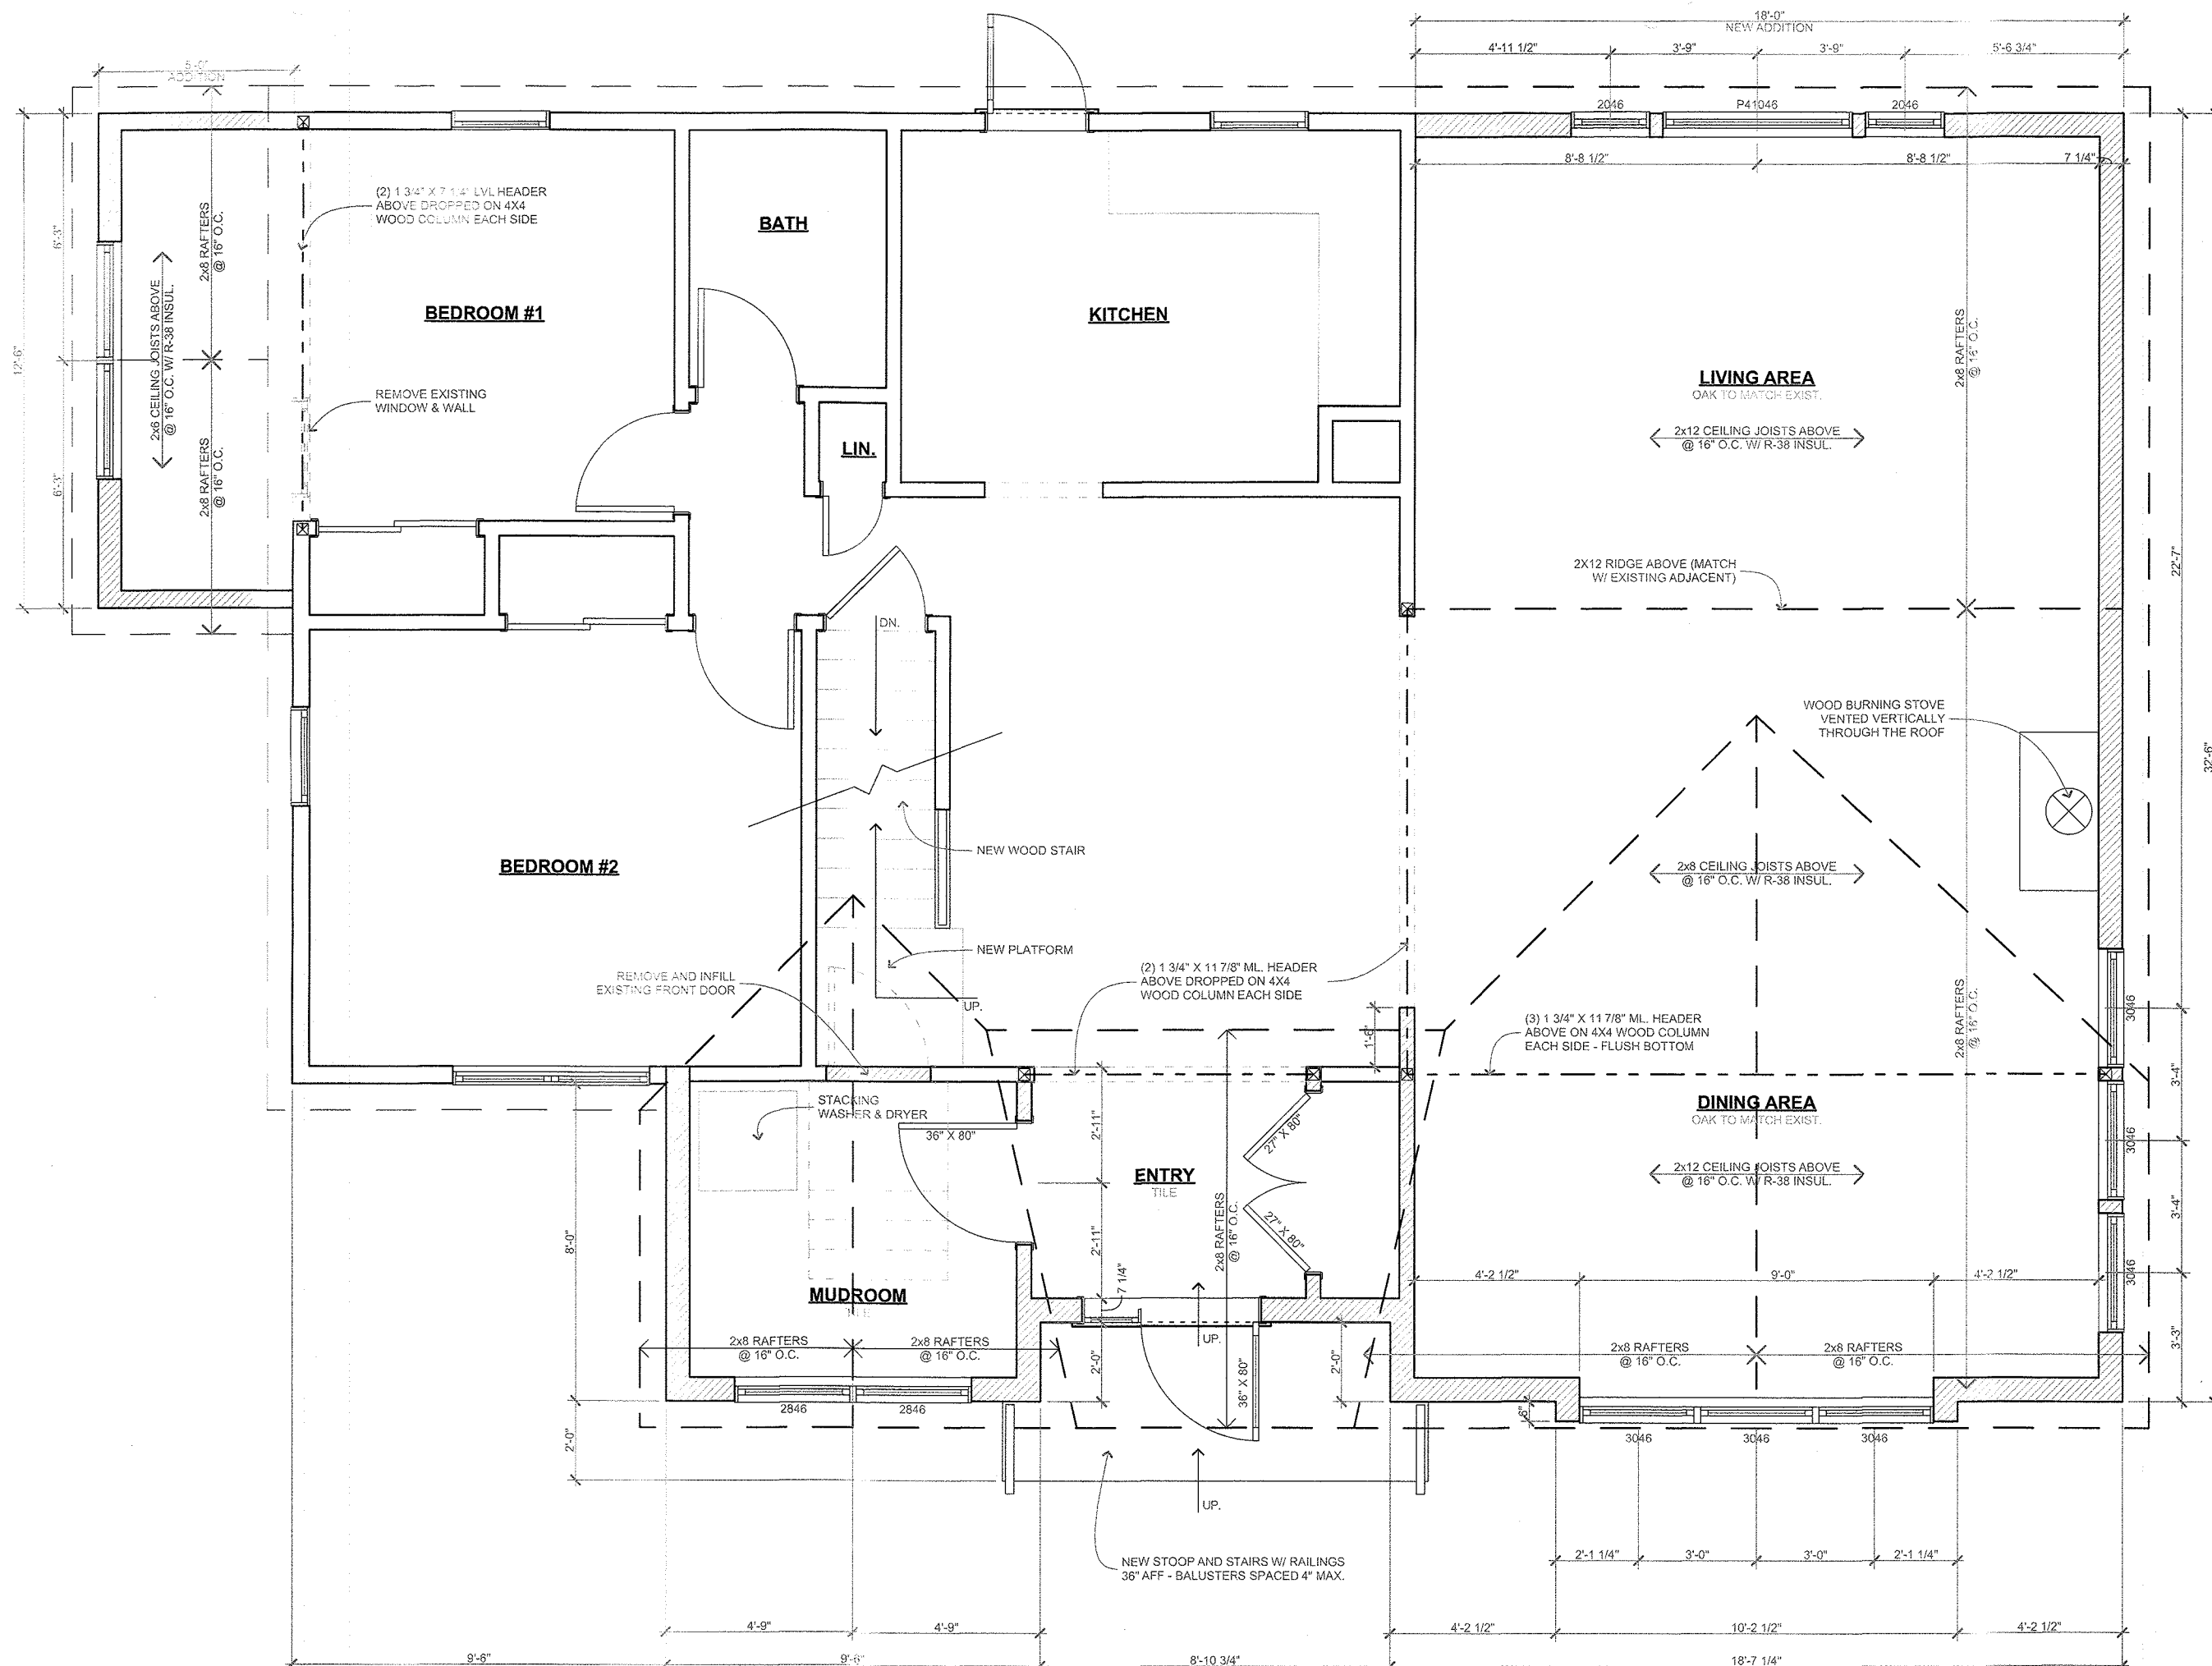 18'-0"
NEW ADDITION
4'-11 1/2"
3'-9"
3'-9"
5'-6 3/4"
5'-0"
ADDITION
2046
P41046
2046
8'-8 1/2"
8'-8 1/2"
7 1/4"
12'-6"
6'-3"
6'-3"
2x8 RAFTERS
@ 16" O.C.
2x8 RAFTERS
@ 16" O.C.
2x6 CEILING JOISTS ABOVE
@ 16" O.C. W/ R-38 INSUL.
(2) 1 3/4" X 7 1/4" LVL HEADER
ABOVE DROPPED ON 4X4
WOOD COLUMN EACH SIDE
BEDROOM #1
REMOVE EXISTING
WINDOW & WALL
BATH
LIN.
KITCHEN
LIVING AREA
OAK TO MATCH EXIST.
2x12 CEILING JOISTS ABOVE
@ 16" O.C. W/ R-38 INSUL.
2x8 RAFTERS
@ 16" O.C.
2X12 RIDGE ABOVE (MATCH
W/ EXISTING ADJACENT)
22'-7"
32'-6"
WOOD BURNING STOVE
VENTED VERTICALLY
THROUGH THE ROOF
DN.
NEW WOOD STAIR
BEDROOM #2
2x8 CEILING JOISTS ABOVE
@ 16" O.C. W/ R-38 INSUL.
NEW PLATFORM
REMOVE AND INFILL
EXISTING FRONT DOOR
UP.
(2) 1 3/4" X 11 7/8" ML. HEADER
ABOVE DROPPED ON 4X4
WOOD COLUMN EACH SIDE
1'-6"
(3) 1 3/4" X 11 7/8" ML. HEADER
ABOVE ON 4X4 WOOD COLUMN
EACH SIDE - FLUSH BOTTOM
2x8 RAFTERS
@ 16" O.C.
3046
3'-4"
3046
3'-4"
3046
3'-3"
STACKING
WASHER & DRYER
36" X 80"
2'-11"
2'-11"
27" X 80"
27" X 80"
ENTRY
TILE
2x8 RAFTERS
@ 16" O.C.
DINING AREA
OAK TO MATCH EXIST.
2x12 CEILING JOISTS ABOVE
@ 16" O.C. W/ R-38 INSUL.
4'-2 1/2"
9'-0"
4'-2 1/2"
8'-0"
MUDROOM
TILE
7 1/4"
UP.
2x8 RAFTERS
@ 16" O.C.
2x8 RAFTERS
@ 16" O.C.
2'-0"
2'-0"
36" X 80"
2x8 RAFTERS
@ 16" O.C.
2x8 RAFTERS
@ 16" O.C.
2846
2846
6"
2'-0"
3046
3046
3046
UP.
NEW STOOP AND STAIRS W/ RAILINGS
36" AFF - BALUSTERS SPACED 4" MAX.
2'-1 1/4"
3'-0"
3'-0"
2'-1 1/4"
4'-9"
4'-9"
4'-2 1/2"
10'-2 1/2"
4'-2 1/2"
9'-6"
9'-6"
8'-10 3/4"
18'-7 1/4"